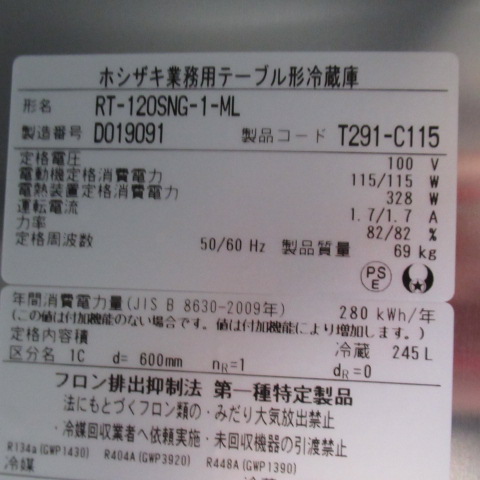 ホシザキ業務用テーブル形冷蔵庫
形名 RT-120SNG-1-ML
製造番号 D019091 製品コード T291-C115
定格電圧 100 V
電動機定格消費電力 115/115 W
電熱装置定格消費電力 328 W
運転電流 1.7/1.7 A
力率 82/82 %
定格周波数 50/60 Hz 製品質量 69 kg
PS E
年間消費電力量(JIS B 8630-2009年) 280 kWh/年
(この値は付加機能のない場合です。値は付加機能により増加します。)
定格内容積 冷蔵 245 L
区分名 1C d= 600mm nR=1 dR=0
フロン排出抑制法 第一種特定製品
法にもとづくフロン類の・みだり大気放出禁止
・冷媒回収業者へ依頼実施・未回収機器の引渡禁止
R134a(GWP1430) R404A(GWP3920) R448A(GWP1390)
冷媒